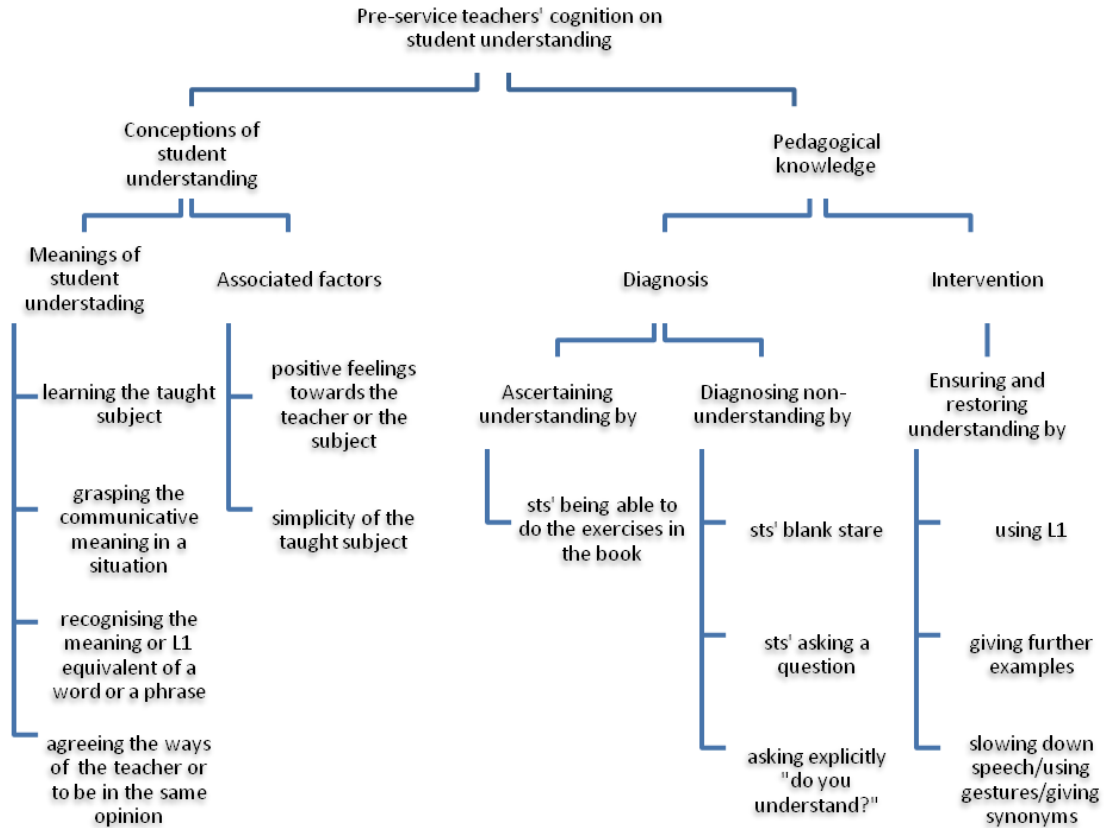 Pre-service teachers' cognition on
student understanding
Conceptions of
student
understanding
Pedagogical
knowledge
Meanings of
student
understading
Associated factors
Diagnosis
Intervention
learning the taught
subject
grasping the
communicative
meaning in a
situation
recognising the
meaning or L1
equivalent of a
word or a phrase
agreeing the ways
of the teacher or
to be in the same
opinion
positive feelings
towards the
teacher or the
subject
simplicity of the
taught subject
Ascertaining
understanding by
sts' being able to
do the exercises in
the book
Diagnosing non-
understanding by
sts' blank stare
sts' asking a
question
asking explicitly
"do you
understand?"
Ensuring and
restoring
understanding by
using L1
giving further
examples
slowing down
speech/using
gestures/giving
synonyms